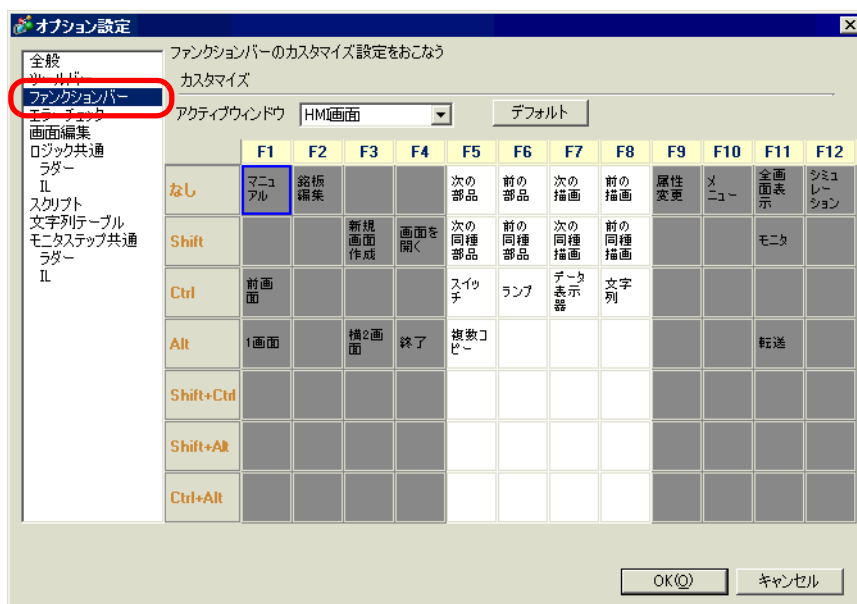 オプション設定
全般
ツールバー
ファンクションバー
エラーチェック
画面編集
ロジック共通
ラダー
IL
スクリプト
文字列テーブル
モニタステップ共通
ラダー
IL
ファンクションバーのカスタマイズ設定をおこなう
カスタマイズ
アクティブウィンドウ HMI画面 デフォルト
F1 F2 F3 F4 F5 F6 F7 F8 F9 F10 F11 F12
なし マニュアル 銘板編集 次の部品 前の部品 次の描画 前の描画 属性変更 メニュー 全画面表示 シミュレーション
Shift 新規画面作成 画面を開く 次の同種部品 前の同種部品 次の同種描画 前の同種描画 モニタ
Ctrl 前画面 スイッチ ランプ データ表示器 文字列
Alt 1画面 横2画面 終了 複数コピー 転送
Shift+Ctrl
Shift+Alt
Ctrl+Alt
OK(O) キャンセル